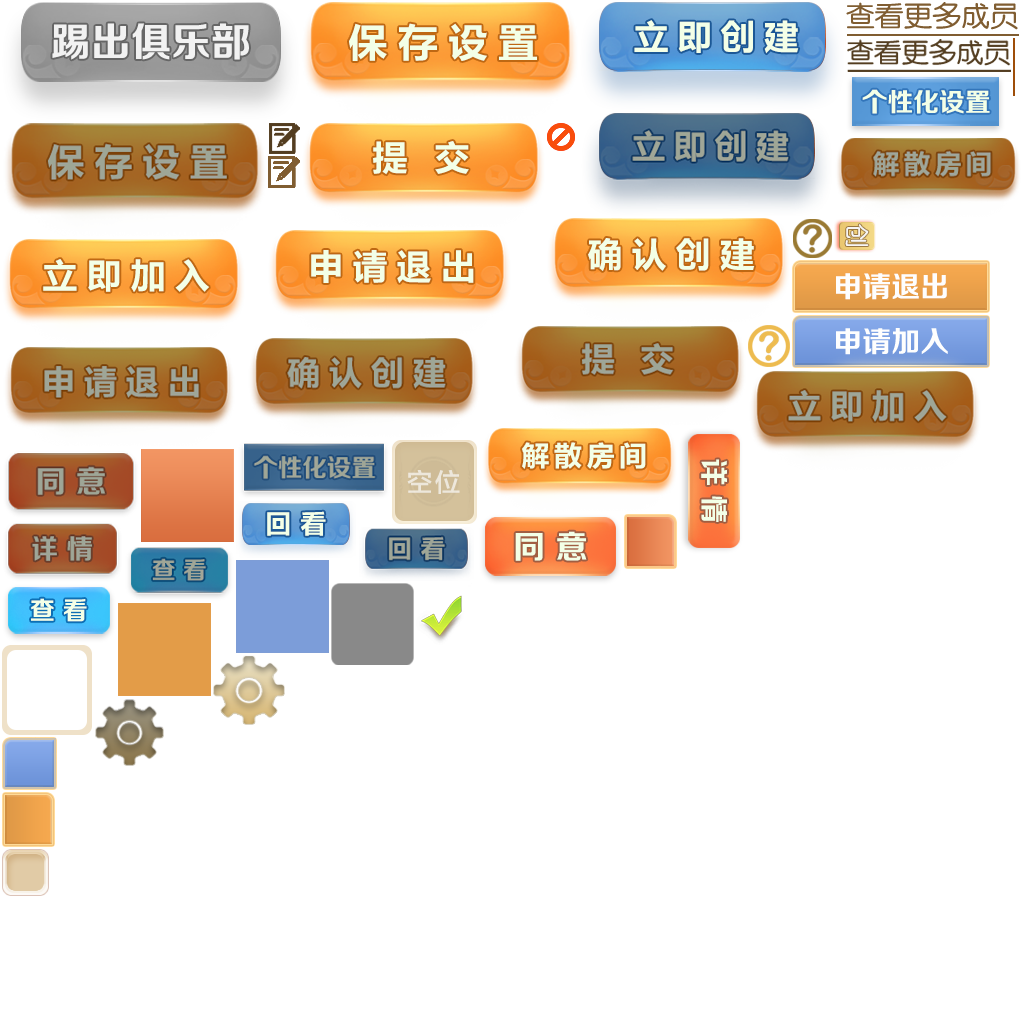 踢出俱乐部
保存设置
立即创建
查看更多成员
查看更多成员
个性化设置
保存设置
提 交
立即创建
解散房间
立即加入
申请退出
确认创建
?
创
申请退出
申请加入
申请退出
确认创建
提 交
?
立即加入
同意
个性化设置
空位
解散房间
详情
回看
详情
查看
回看
同意
查看